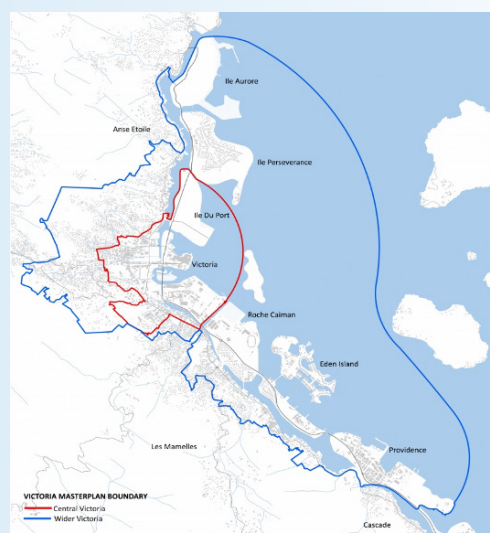 Ile Aurore
Anse Etoile
Ile Perseverance
Ile Du Port
Victoria
Roche Caiman
Eden Island
Les Mamelles
Providence
VICTORIA MASTERPLAN BOUNDARY
Central Victoria
Wider Victoria
Cascade